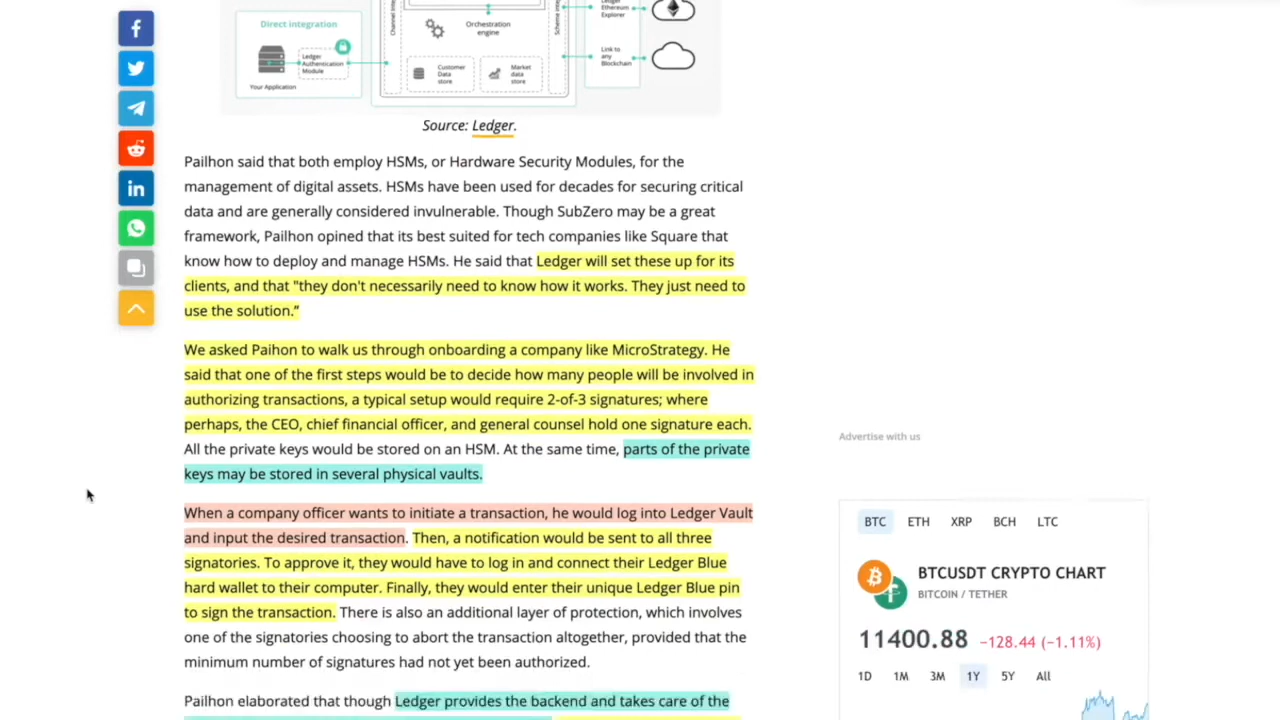 Direct integration
Ledger
Authentication
Module
Your Application
Channel
Orchestration
engine
Customer
Data
store
Market
data
store
Ledger
Ethereum
Explorer
Link to
any
Blockchain
Source: Ledger.
Pailhon said that both employ HSMs, or Hardware Security Modules, for the
management of digital assets. HSMs have been used for decades for securing critical
data and are generally considered invulnerable. Though SubZero may be a great
framework, Pailhon opined that its best suited for tech companies like Square that
know how to deploy and manage HSMs. He said that Ledger will set these up for its
clients, and that "they don't necessarily need to know how it works. They just need to
use the solution.”
We asked Paihon to walk us through onboarding a company like MicroStrategy. He
said that one of the first steps would be to decide how many people will be involved in
authorizing transactions, a typical setup would require 2-of-3 signatures; where
perhaps, the CEO, chief financial officer, and general counsel hold one signature each.
All the private keys would be stored on an HSM. At the same time, parts of the private
keys may be stored in several physical vaults.
When a company officer wants to initiate a transaction, he would log into Ledger Vault
and input the desired transaction. Then, a notification would be sent to all three
signatories. To approve it, they would have to log in and connect their Ledger Blue
hard wallet to their computer. Finally, they would enter their unique Ledger Blue pin
to sign the transaction. There is also an additional layer of protection, which involves
one of the signatories choosing to abort the transaction altogether, provided that the
minimum number of signatures had not yet been authorized.
Pailhon elaborated that though Ledger provides the backend and takes care of the
Advertise with us
BTC ETH XRP BCH LTC
BTCUSDT CRYPTO CHART
BITCOIN / TETHER
11400.88 −128.44 (−1.11%)
1D 1M 3M 1Y 5Y All